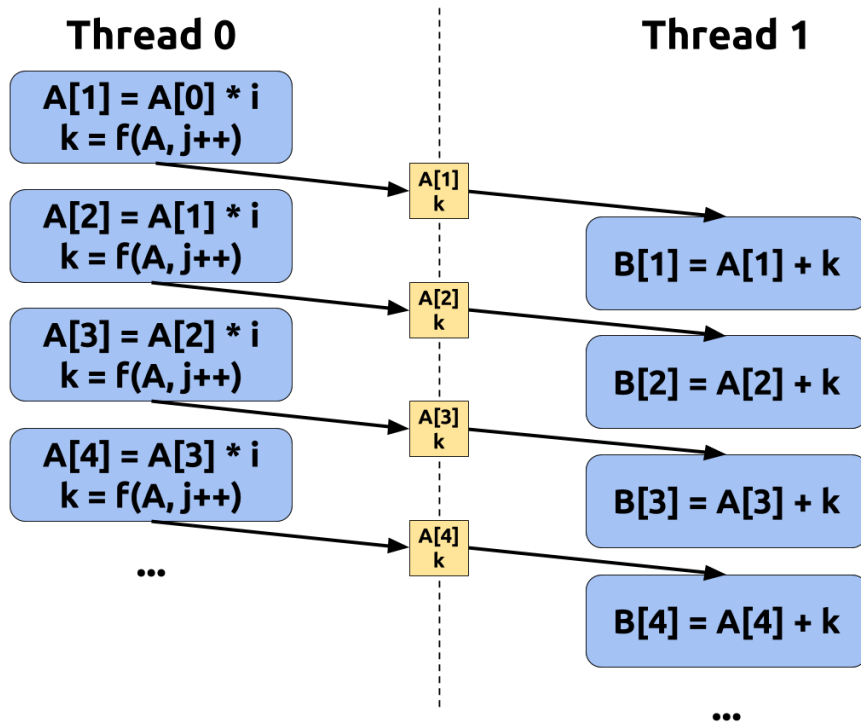 Thread 0
Thread 1
A[1] = A[0] * i
k = f(A, j++)
A[1]
k
B[1] = A[1] + k
A[2] = A[1] * i
k = f(A, j++)
A[2]
k
B[2] = A[2] + k
A[3] = A[2] * i
k = f(A, j++)
A[3]
k
B[3] = A[3] + k
A[4] = A[3] * i
k = f(A, j++)
A[4]
k
B[4] = A[4] + k
...
...